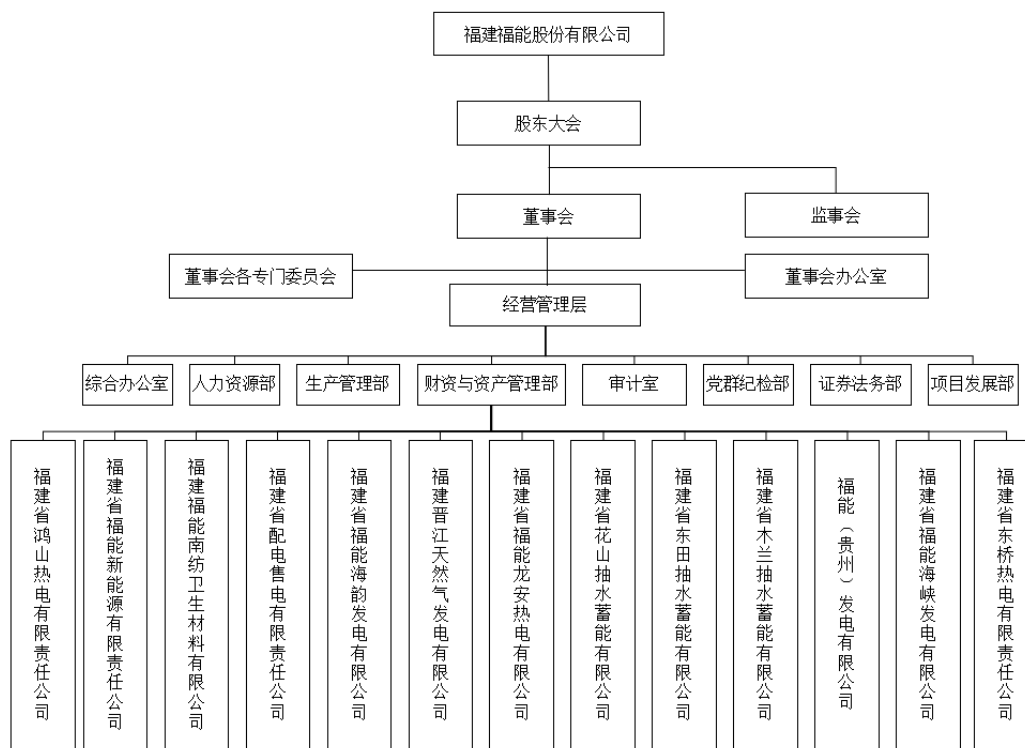 福建福能股份有限公司
股东大会
董事会
监事会
董事会各专门委员会
董事会办公室
经营管理层
综合办公室
人力资源部
生产管理部
财资与资产管理部
审计室
党群纪检部
证券法务部
项目发展部
福建省鸿山热电有限责任公司
福建省福能新能源有限责任公司
福建福能南纺卫生材料有限公司
福建省配电售电有限责任公司
福建省福能海韵发电有限公司
福建晋江天然气发电有限公司
福建省福能龙安热电有限公司
福建省花山抽水蓄能有限公司
福建省东田抽水蓄能有限公司
福建省木兰抽水蓄能有限公司
福能（贵州）发电有限公司
福建省福能海峡发电有限公司
福建省东桥热电有限责任公司